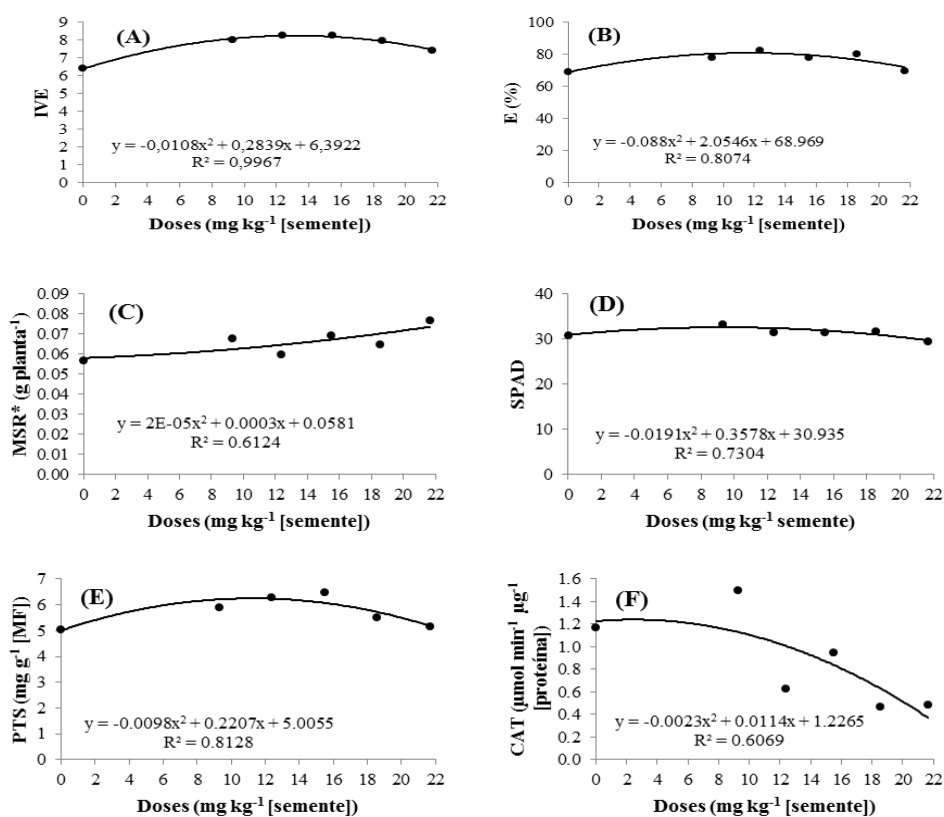 (A)
IVE
9
8
7
6
5
4
3
2
1
0
y = -0,0108x² + 0,2839x + 6,3922
R² = 0,9967
0 2 4 6 8 10 12 14 16 18 20 22
Doses (mg kg⁻¹ [semente])
(B)
E (%)
100
80
60
40
20
0
y = -0.088x² + 2.0546x + 68.969
R² = 0.8074
0 2 4 6 8 10 12 14 16 18 20 22
Doses (mg kg⁻¹ [semente])
(C)
MSR* (g planta⁻¹)
0.09
0.08
0.07
0.06
0.05
0.04
0.03
0.02
0.01
0.00
y = 2E-05x² + 0.0003x + 0.0581
R² = 0.6124
0 2 4 6 8 10 12 14 16 18 20 22
Doses (mg kg⁻¹ [semente])
(D)
SPAD
40
30
20
10
0
y = -0.0191x² + 0.3578x + 30.935
R² = 0.7304
0 2 4 6 8 10 12 14 16 18 20 22
Doses (mg kg⁻¹ semente)
(E)
PTS (mg g⁻¹ [MF])
7
6
5
4
3
2
1
0
y = -0.0098x² + 0.2207x + 5.0055
R² = 0.8128
0 2 4 6 8 10 12 14 16 18 20 22
Doses (mg kg⁻¹ [semente])
(F)
CAT (µmol min⁻¹ µg⁻¹
[proteína]
1.6
1.4
1.2
1.0
0.8
0.6
0.4
0.2
0.0
y = -0.0023x² + 0.0114x + 1.2265
R² = 0.6069
0 2 4 6 8 10 12 14 16 18 20 22
Doses (mg kg⁻¹ [semente])